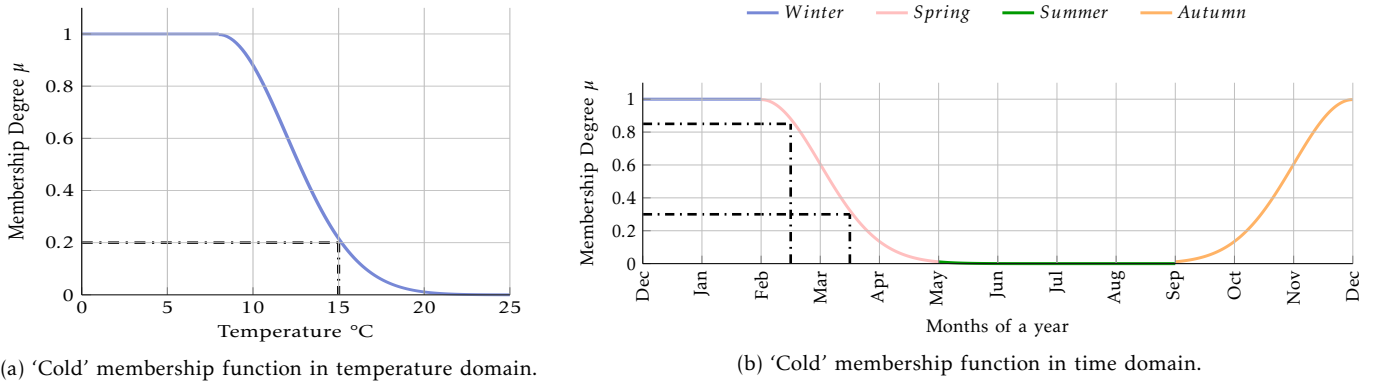 Membership Degree μ
1
0.8
0.6
0.4
0.2
0
0 5 10 15 20 25
Temperature °C
(a) ‘Cold’ membership function in temperature domain.
Winter Spring Summer Autumn
Membership Degree μ
1
0.8
0.6
0.4
0.2
0
Dec Jan Feb Mar Apr May Jun Jul Aug Sep Oct Nov Dec
Months of a year
(b) ‘Cold’ membership function in time domain.